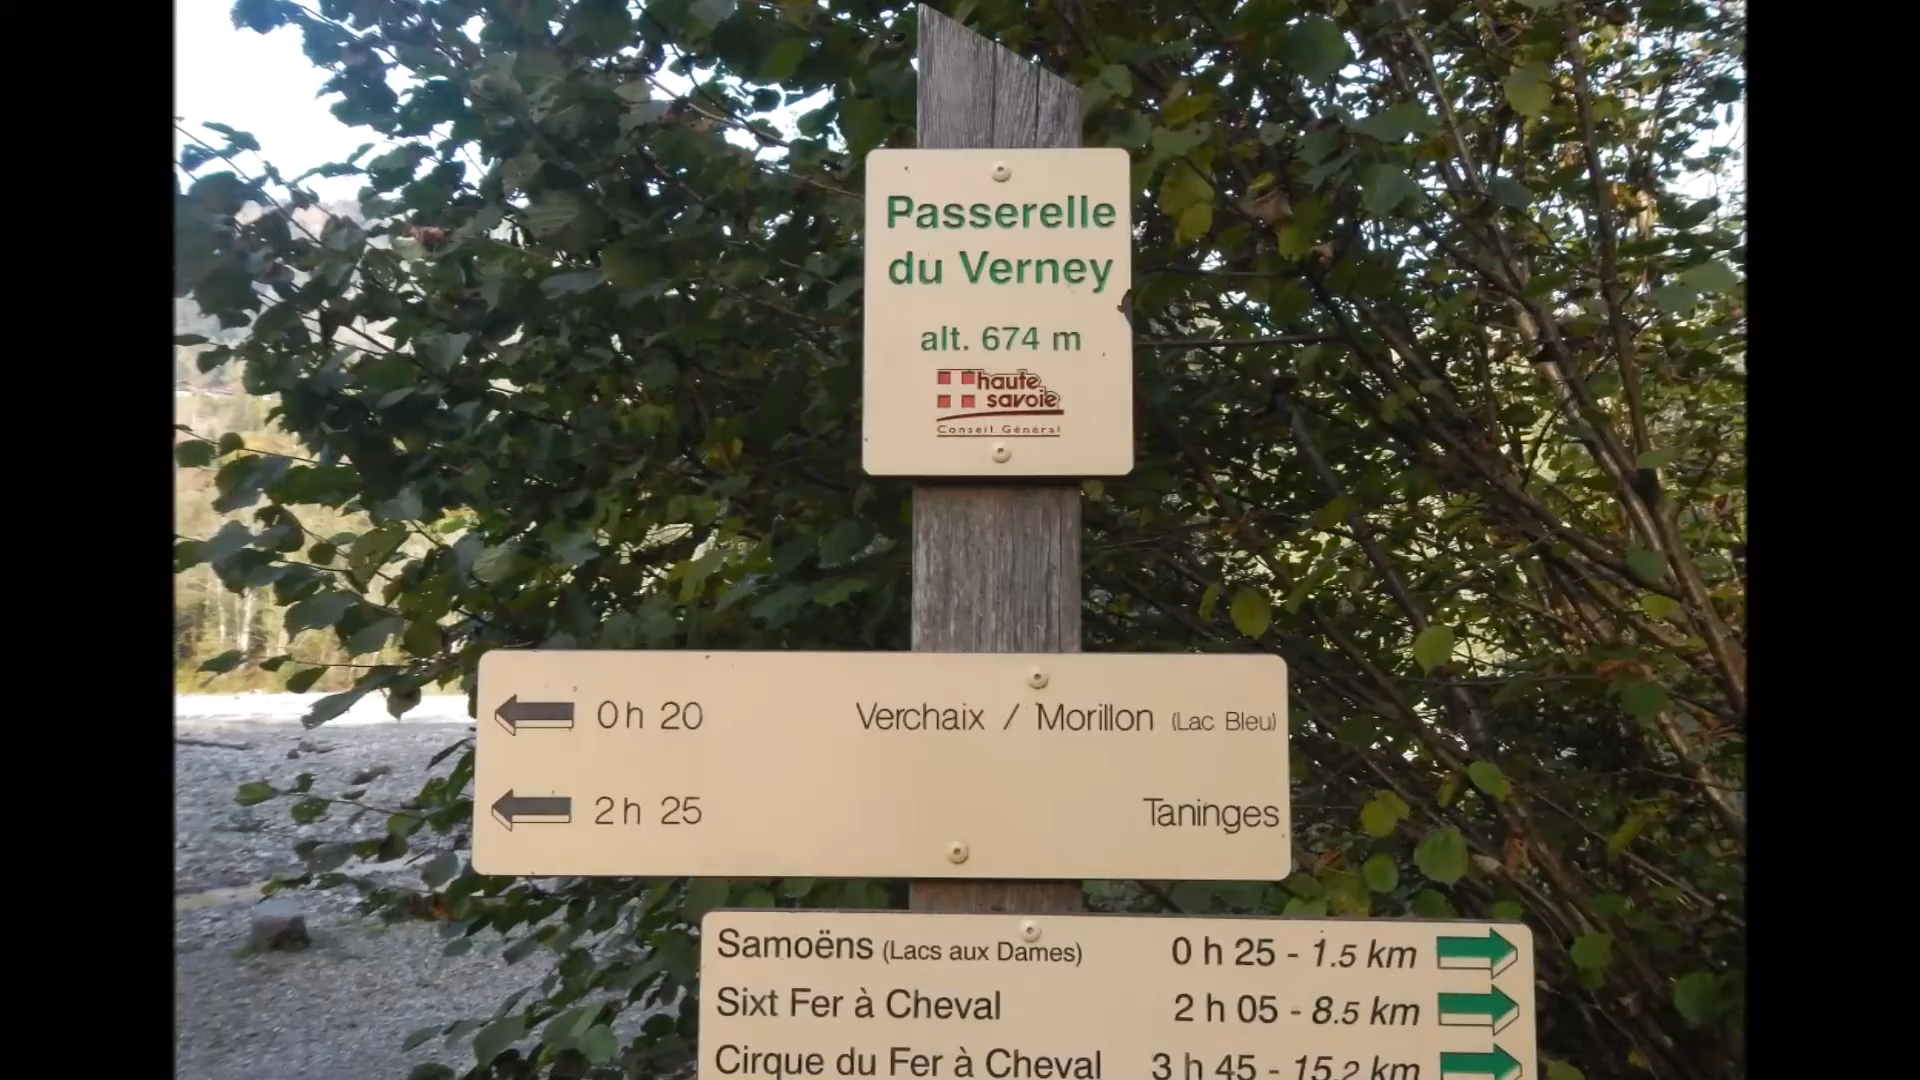 Passerelle
du Verney
alt. 674 m
haute
savoie
Conseil Général
0h 20 Verchaix / Morillon (Lac Bleu)
2h 25 Taninges
Samoëns (Lacs aux Dames) 0 h 25 - 1.5 km
Sixt Fer à Cheval 2 h 05 - 8.5 km
Cirque du Fer à Cheval 3 h 45 - 15.2 km